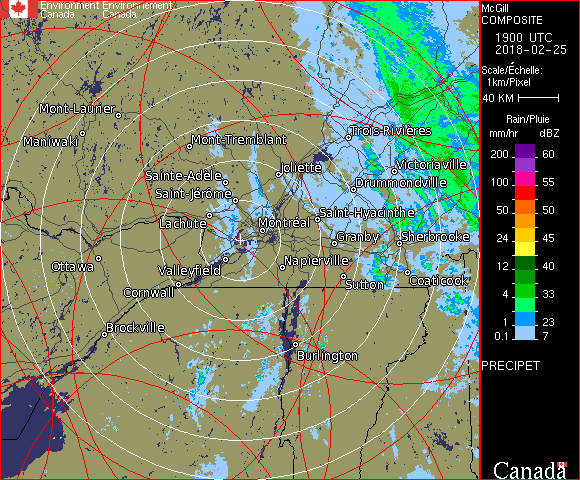 Environment Environnement
Canada Canada
McGill
COMPOSITE
1900 UTC
2018-02-25
Scale/Échelle:
1km/Pixel
40 KM
Rain/Pluie
mm/hr dBZ
200 60
150 57
100 55
50 50
24 45
12 40
4 33
1 23
0.1 7
PRECIPET
Canada
Mont-Laurier
Maniwaki
Mont-Tremblant
Trois-Rivières
Joliette
Victoriaville
Sainte-Adèle
Drummondville
Saint-Jérôme
Saint-Hyacinthe
Lachute
Montréal
Granby
Sherbrooke
Ottawa
Valleyfield
Napierville
Cornwall
Sutton
Coaticook
Brockville
Burlington